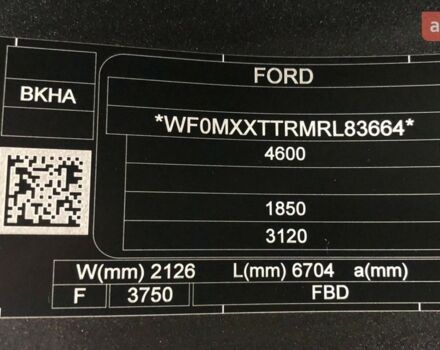 a
FORD
BKHA
*WF0MXXTTRMRL83664*
4600
1850
3120
W(mm) 2126 L(mm) 6704 a(mm)
F 3750 FBD